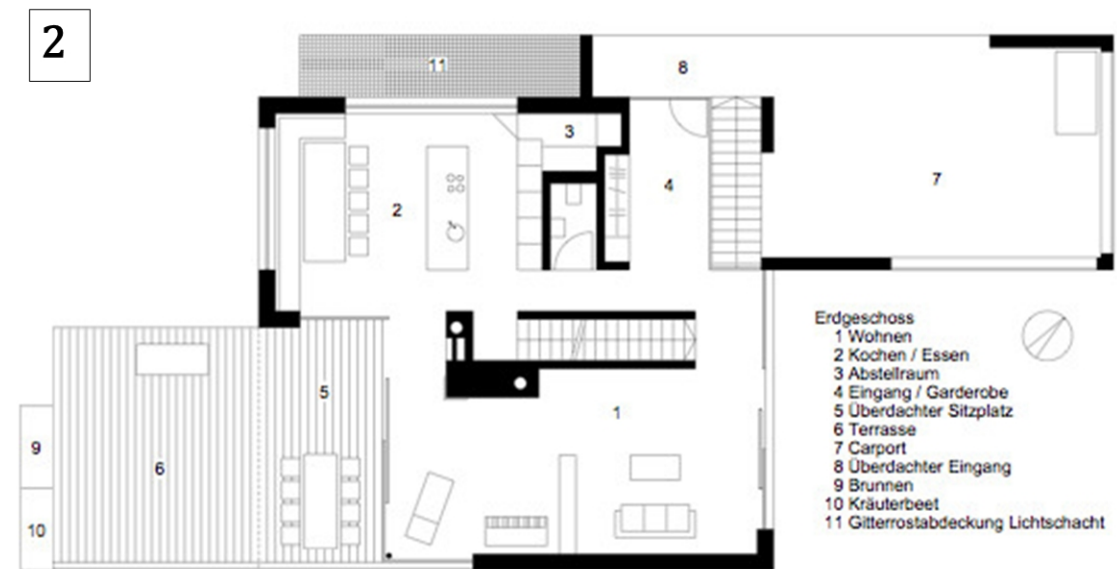 2
11
8
3
2
4
7
5
1
6
9
10
Erdgeschoss
1 Wohnen
2 Kochen / Essen
3 Abstellraum
4 Eingang / Garderobe
5 Überdachter Sitzplatz
6 Terrasse
7 Carport
8 Überdachter Eingang
9 Brunnen
10 Kräuterbeet
11 Gitterrostabdeckung Lichtschacht